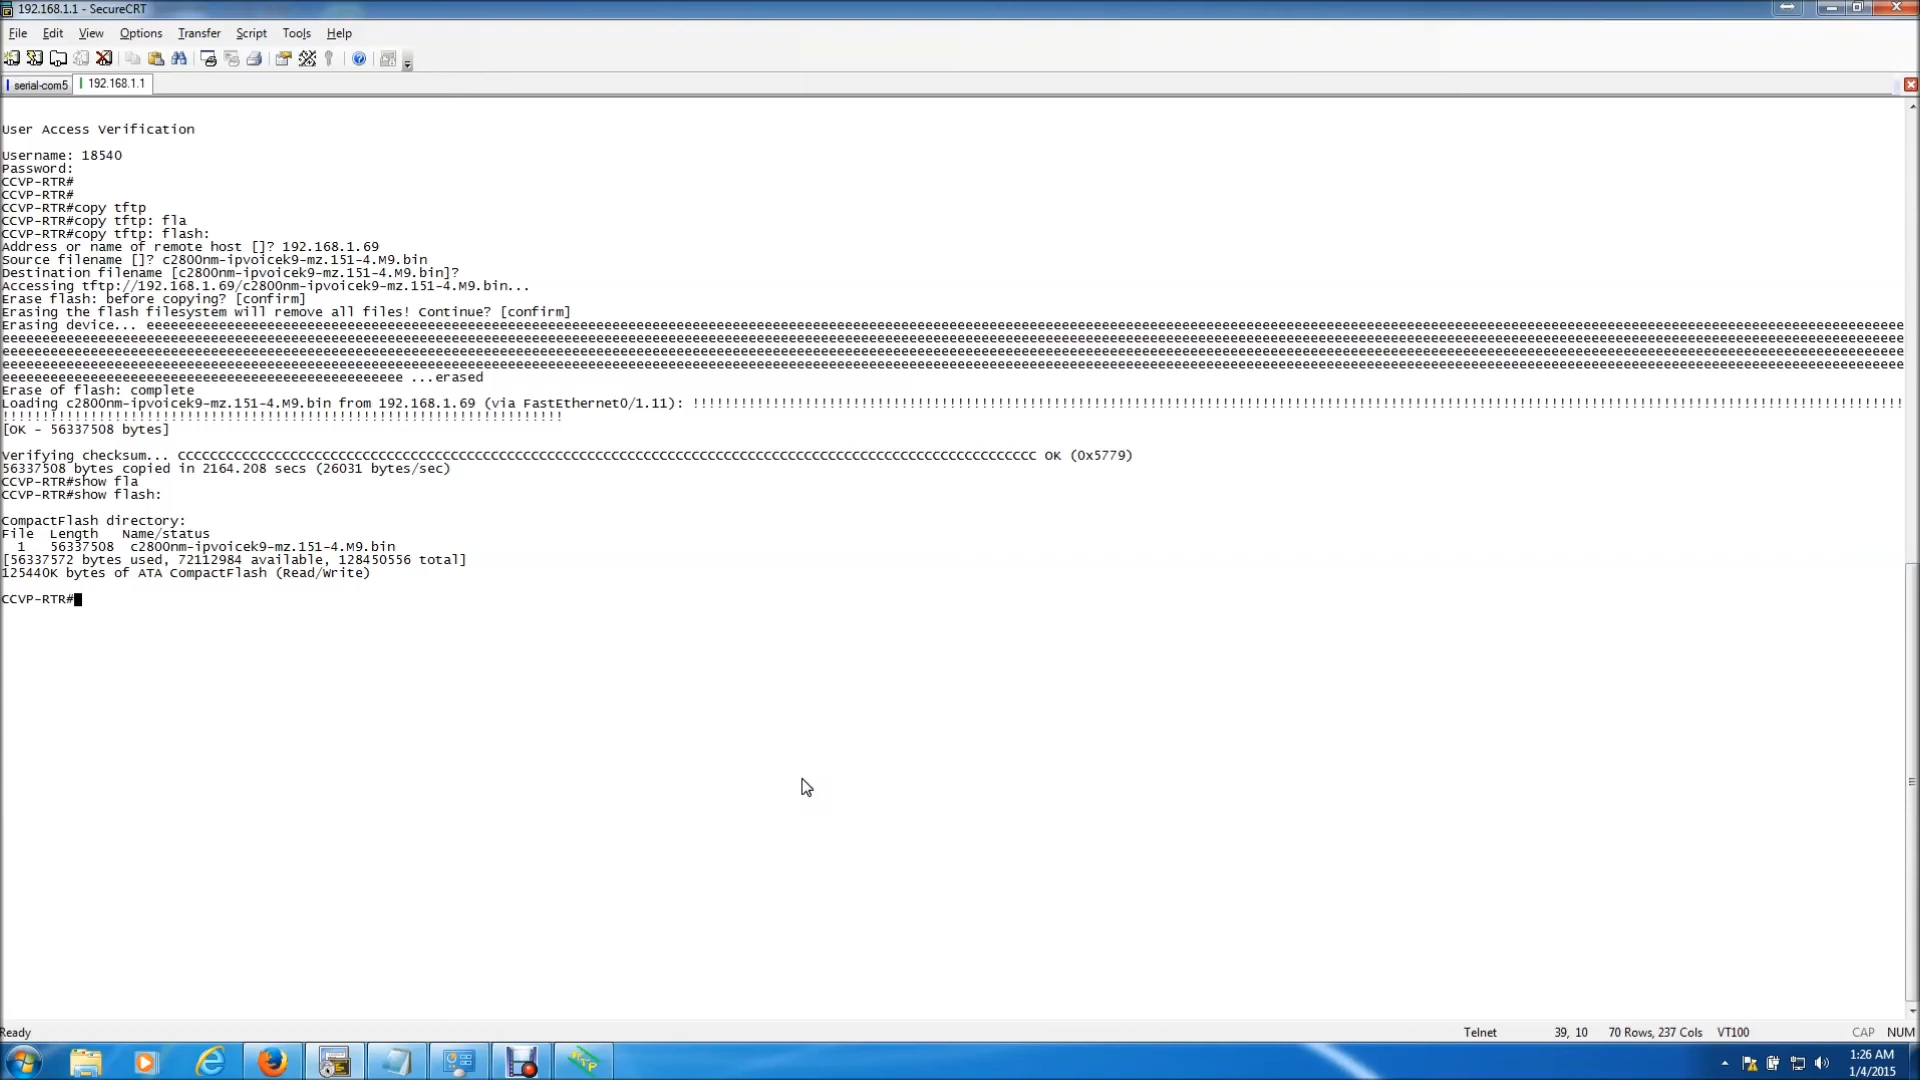 192.168.1.1 - SecureCRT
File Edit View Options Transfer Script Tools Help
serial-com5 192.168.1.1
User Access Verification
Username: 18540
Password:
CCVP-RTR#
CCVP-RTR#
CCVP-RTR#copy tftp
CCVP-RTR#copy tftp: fla
CCVP-RTR#copy tftp: flash:
Address or name of remote host []? 192.168.1.69
Source filename []? c2800nm-ipvoicek9-mz.151-4.M9.bin
Destination filename [c2800nm-ipvoicek9-mz.151-4.M9.bin]?
Accessing tftp://192.168.1.69/c2800nm-ipvoicek9-mz.151-4.M9.bin...
Erase flash: before copying? [confirm]
Erasing the flash filesystem will remove all files! Continue? [confirm]
Erasing device...
...erased
Erase of flash: complete
Loading c2800nm-ipvoicek9-mz.151-4.M9.bin from 192.168.1.69 (via FastEthernet0/1.11):
[OK - 56337508 bytes]
Verifying checksum... OK (0x5779)
56337508 bytes copied in 2164.208 secs (26031 bytes/sec)
CCVP-RTR#show fla
CCVP-RTR#show flash:
CompactFlash directory:
File Length Name/status
1 56337508 c2800nm-ipvoicek9-mz.151-4.M9.bin
[56337572 bytes used, 72112984 available, 128450556 total]
125440K bytes of ATA CompactFlash (Read/Write)
CCVP-RTR#
Ready Telnet 39, 10 70 Rows, 237 Cols VT100 CAP NUM
1:26 AM
1/4/2015